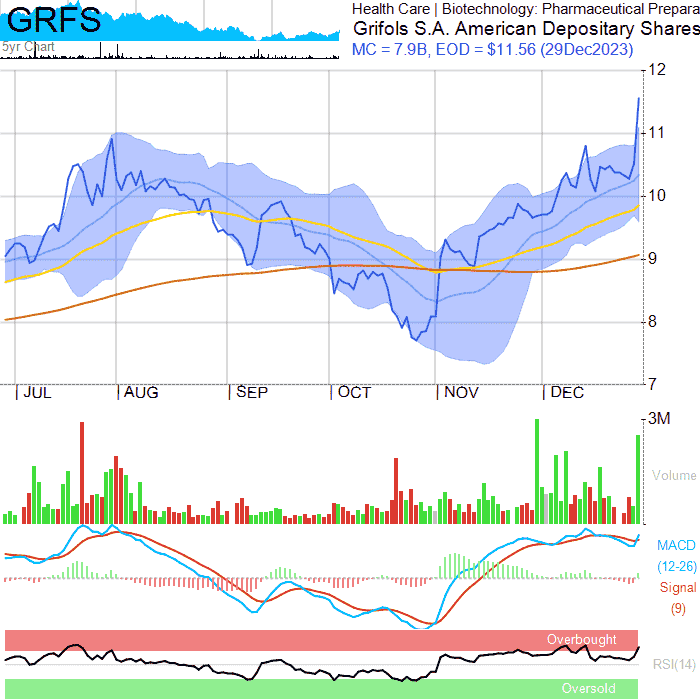 GRFS
5yr Chart
Health Care | Biotechnology: Pharmaceutical Prepara
Grifols S.A. American Depositary Shares
MC = 7.9B, EOD = $11.56 (29Dec2023)
12
11
10
9
8
7
JUL AUG SEP OCT NOV DEC
3M
Volume
MACD
(12-26)
Signal
(9)
Overbought
RSI(14)
Oversold